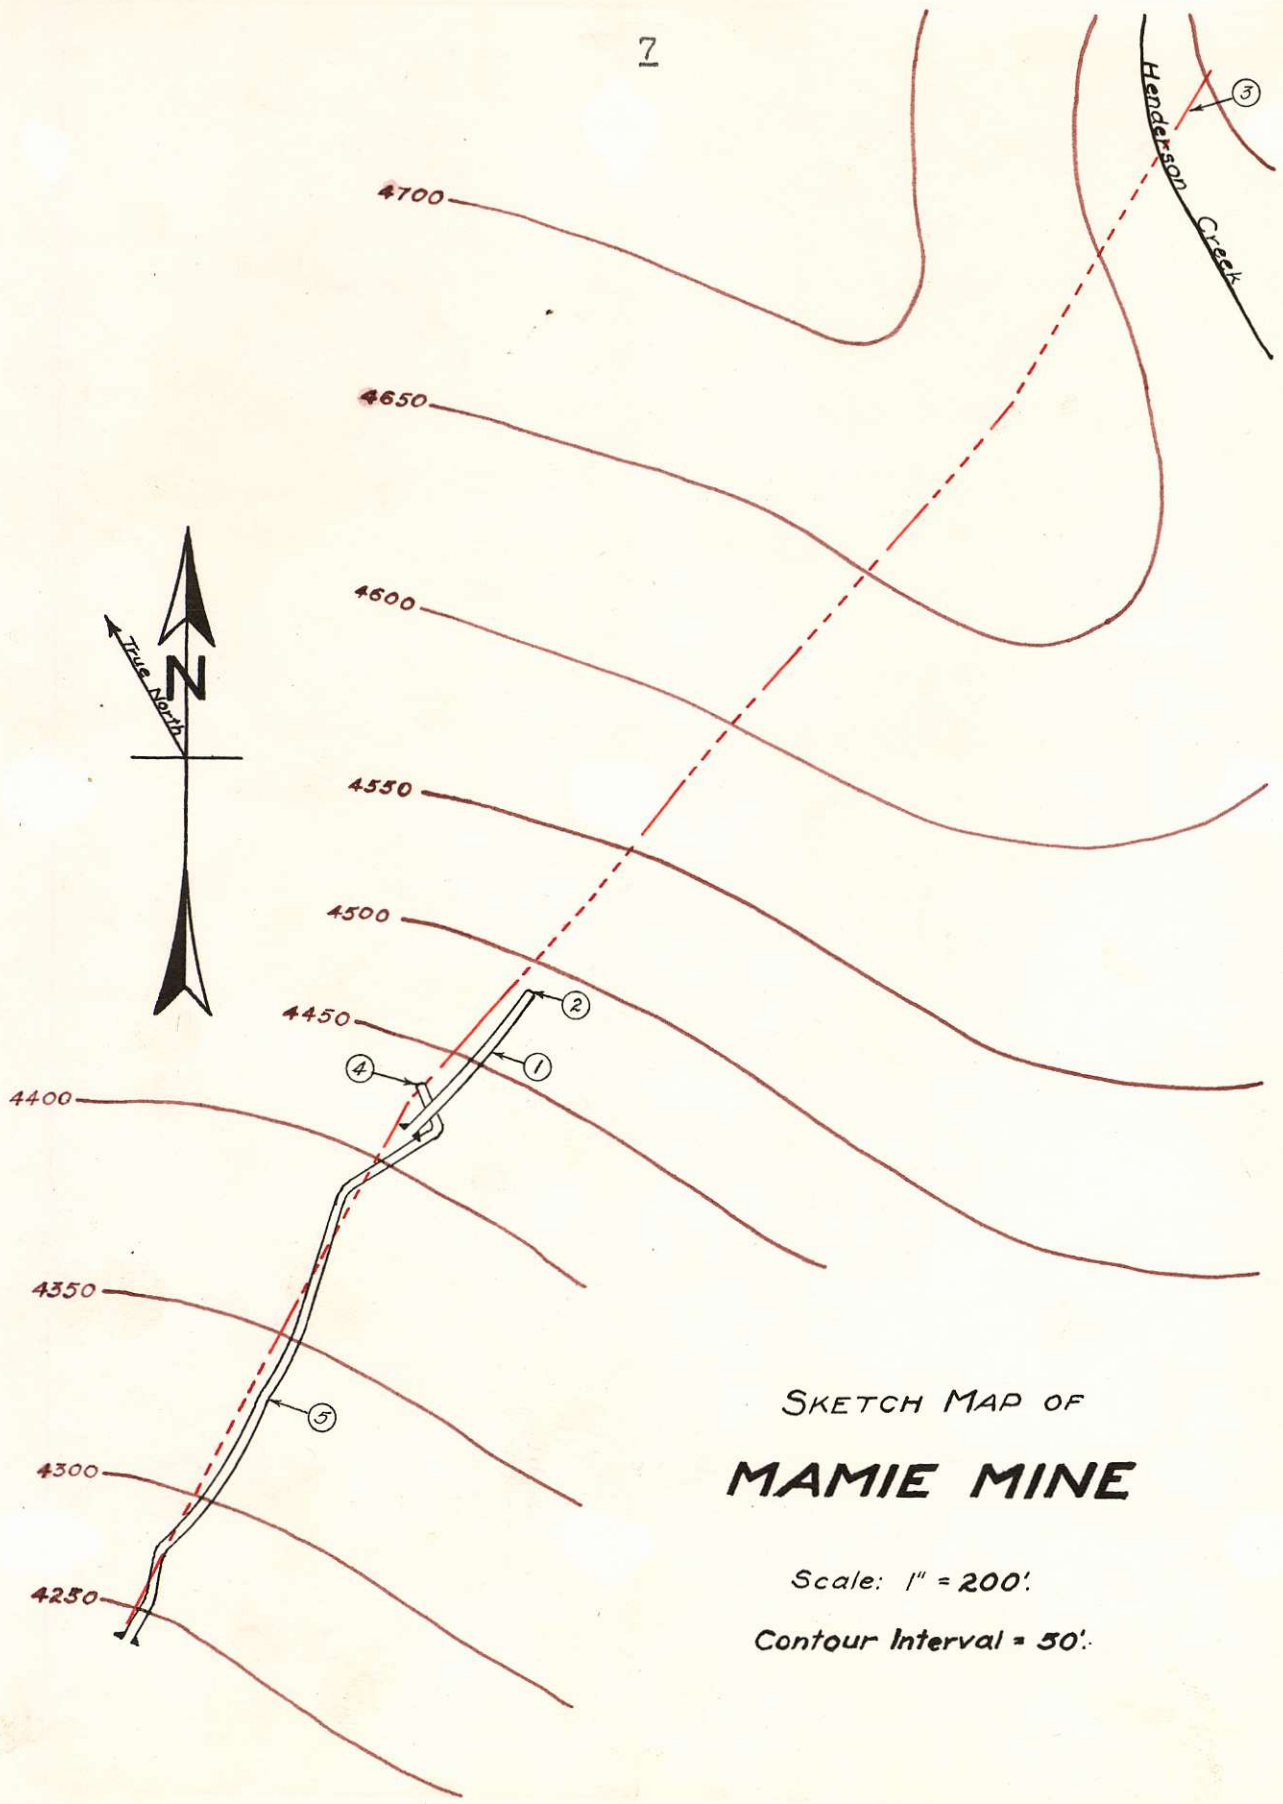 7
3
Henderson Creek
4700
4650
4600
True North
N
4550
4500
2
4450
1
4
4400
4350
5
SKETCH MAP OF
MAMIE MINE
4300
Scale: 1" = 200'.
4250
Contour Interval = 50'.